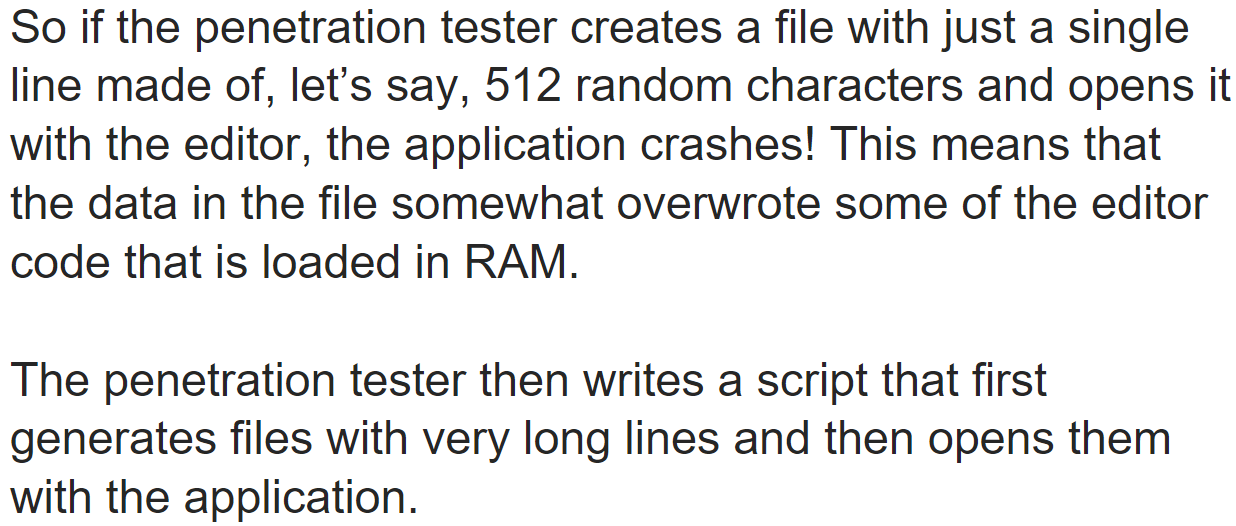 So if the penetration tester creates a file with just a single
line made of, let’s say, 512 random characters and opens it
with the editor, the application crashes! This means that
the data in the file somewhat overwrote some of the editor
code that is loaded in RAM.
The penetration tester then writes a script that first
generates files with very long lines and then opens them
with the application.